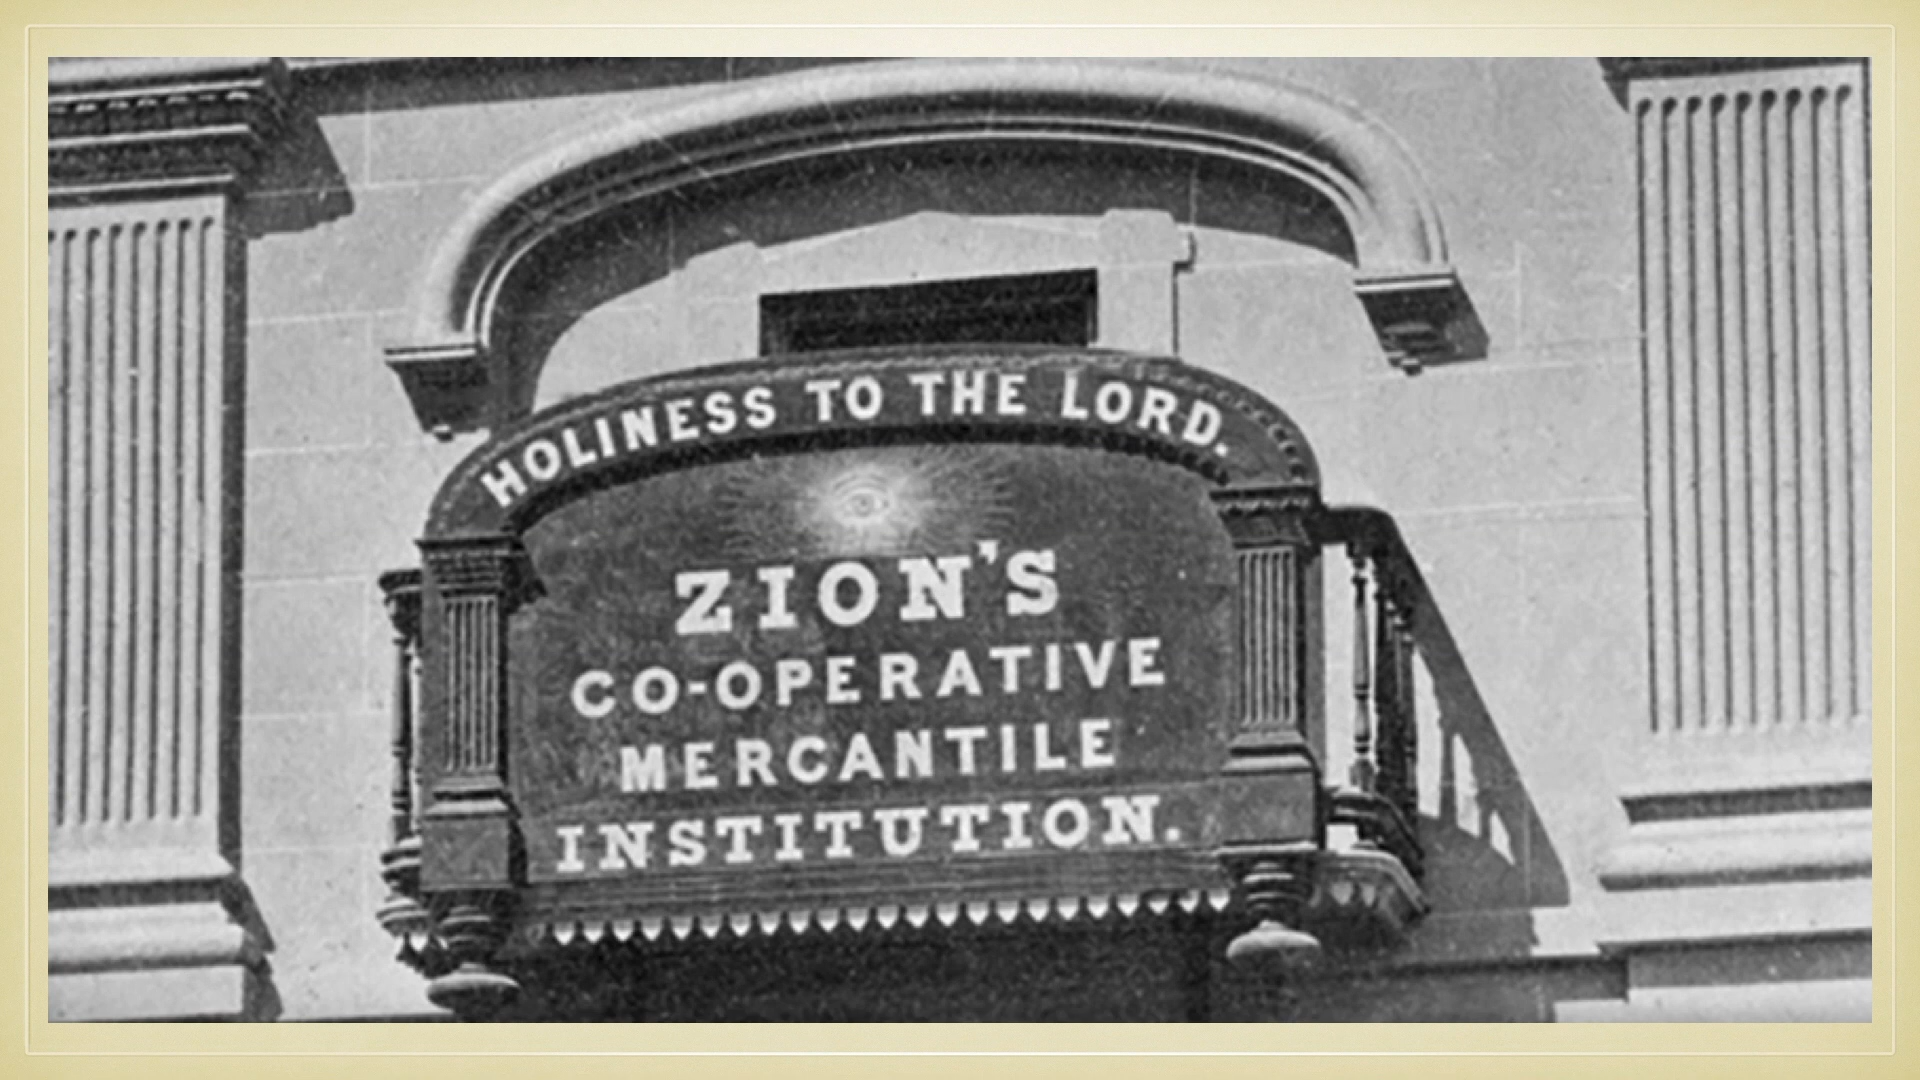 HOLINESS TO THE LORD.
ZION'S
CO-OPERATIVE
MERCANTILE
INSTITUTION.